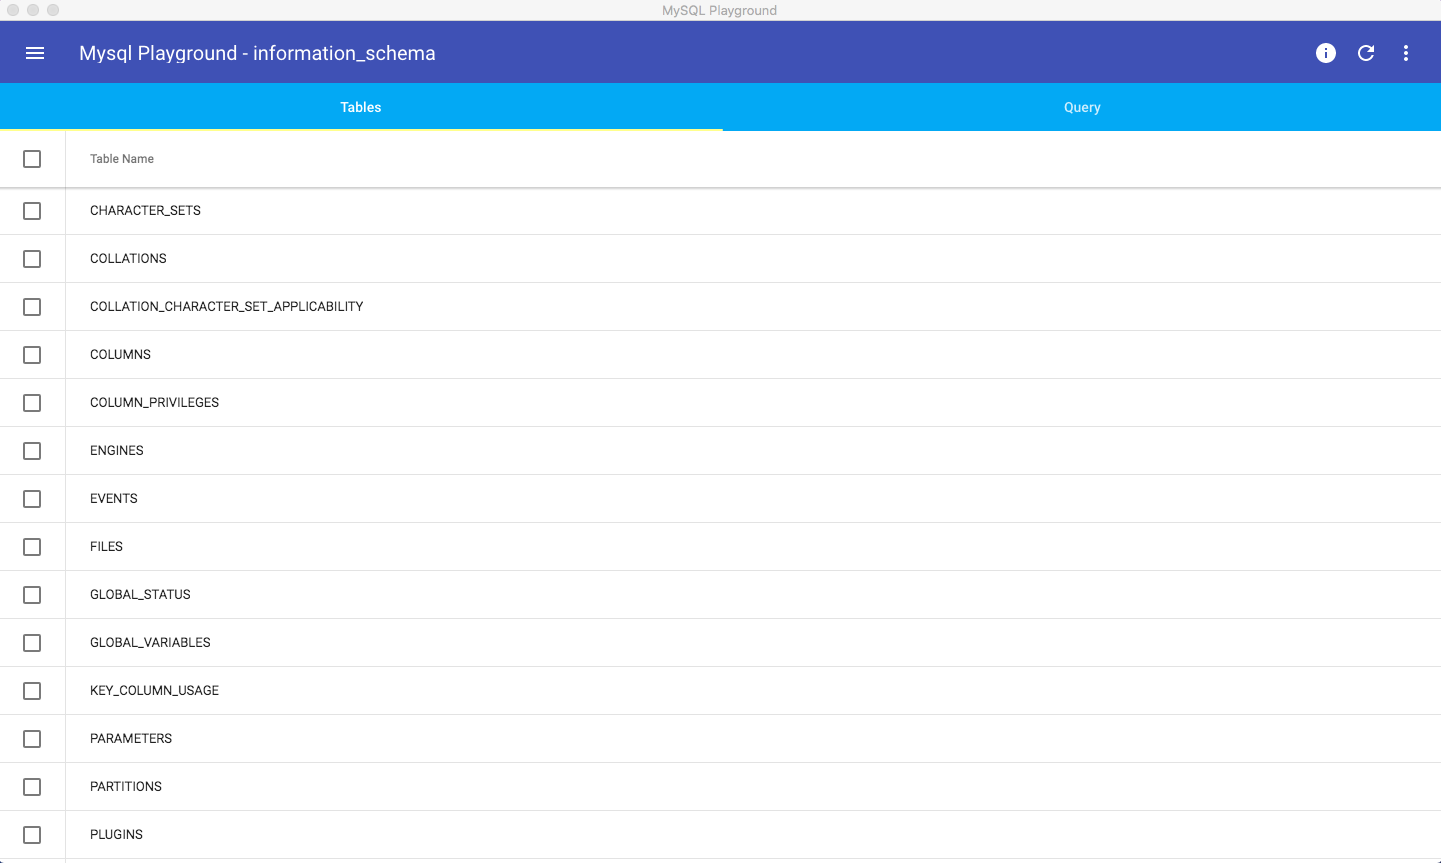 MySQL Playground
Mysql Playground - information_schema
Tables
Query
Table Name
CHARACTER_SETS
COLLATIONS
COLLATION_CHARACTER_SET_APPLICABILITY
COLUMNS
COLUMN_PRIVILEGES
ENGINES
EVENTS
FILES
GLOBAL_STATUS
GLOBAL_VARIABLES
KEY_COLUMN_USAGE
PARAMETERS
PARTITIONS
PLUGINS